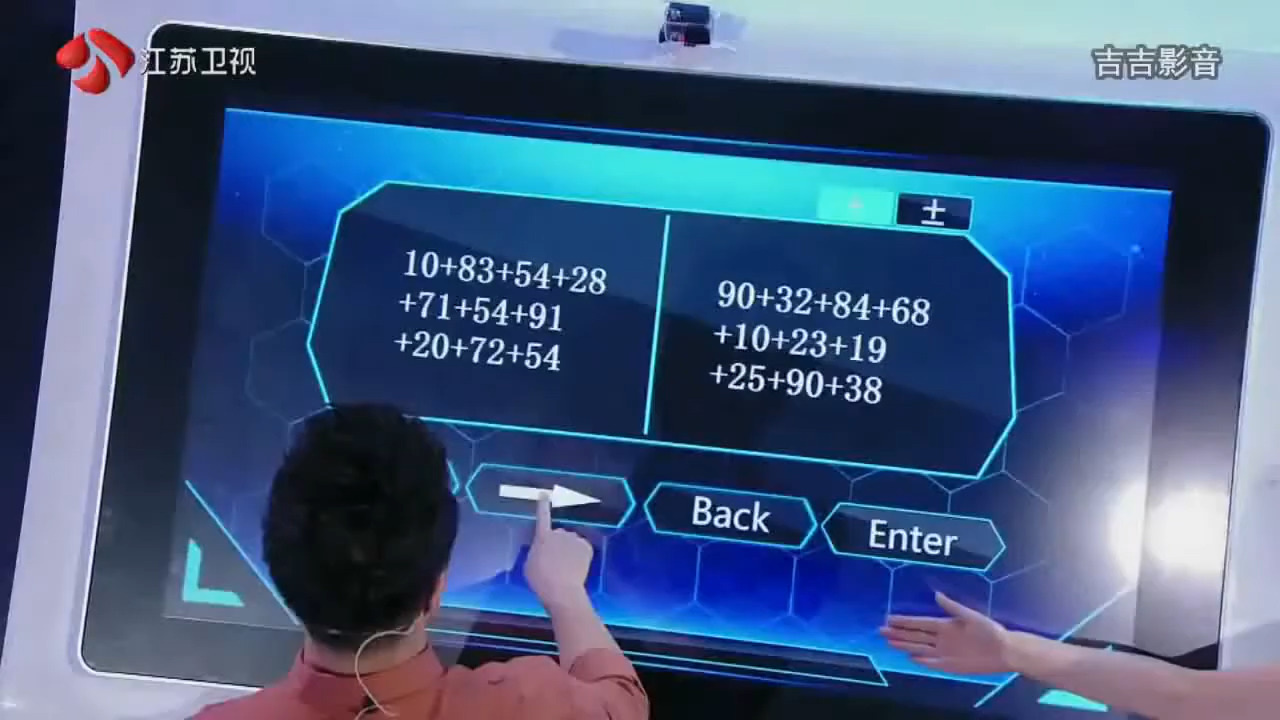 江苏卫视
吉吉影音
±
10+83+54+28
+71+54+91
+20+72+54
90+32+84+68
+10+23+19
+25+90+38
Back
Enter